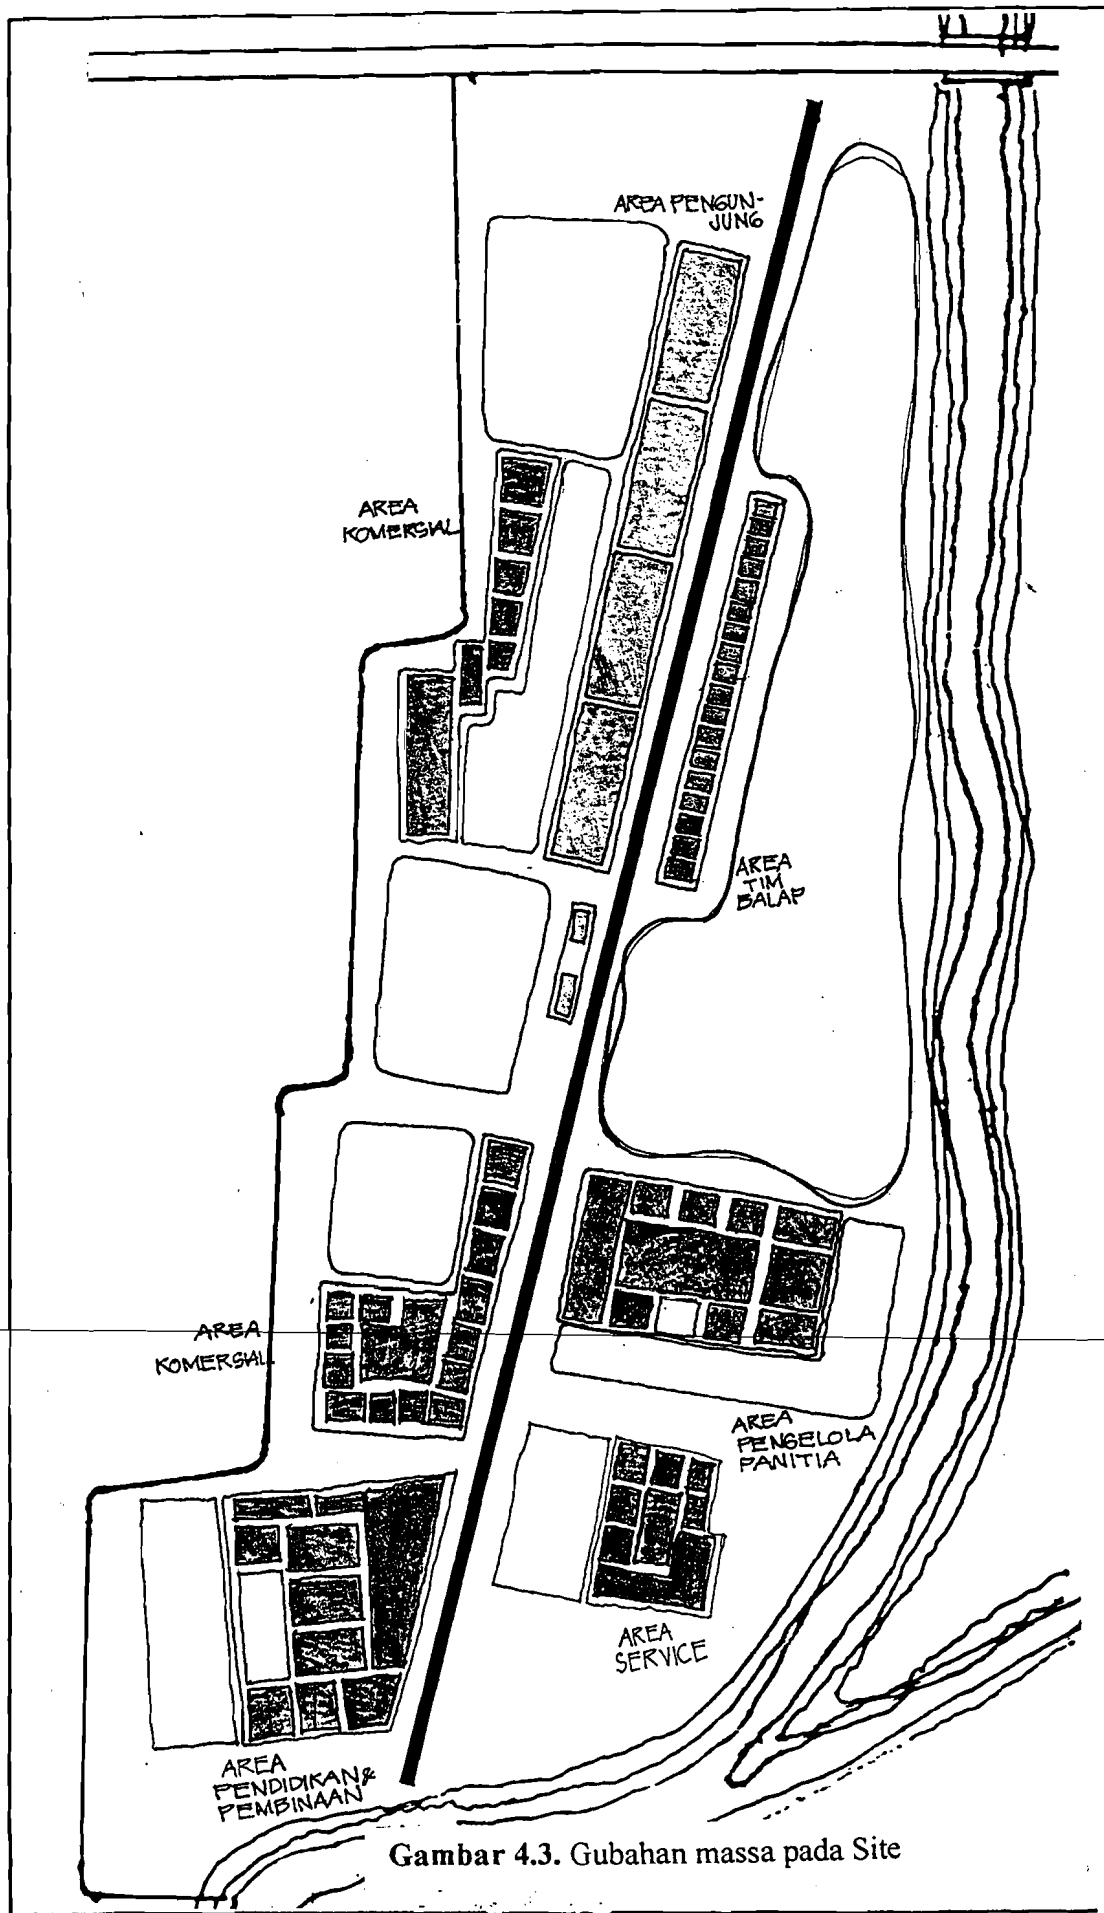 AREA PENGUN-
JUNG
AREA
KOMERSIAL
AREA
TIM
BALAP
AREA
KOMERSIAL
AREA
PENGELOLA
PANITIA
AREA
SERVICE
AREA
PENDIDIKAN &
PEMBINAAN
Gambar 4.3. Gubahan massa pada Site